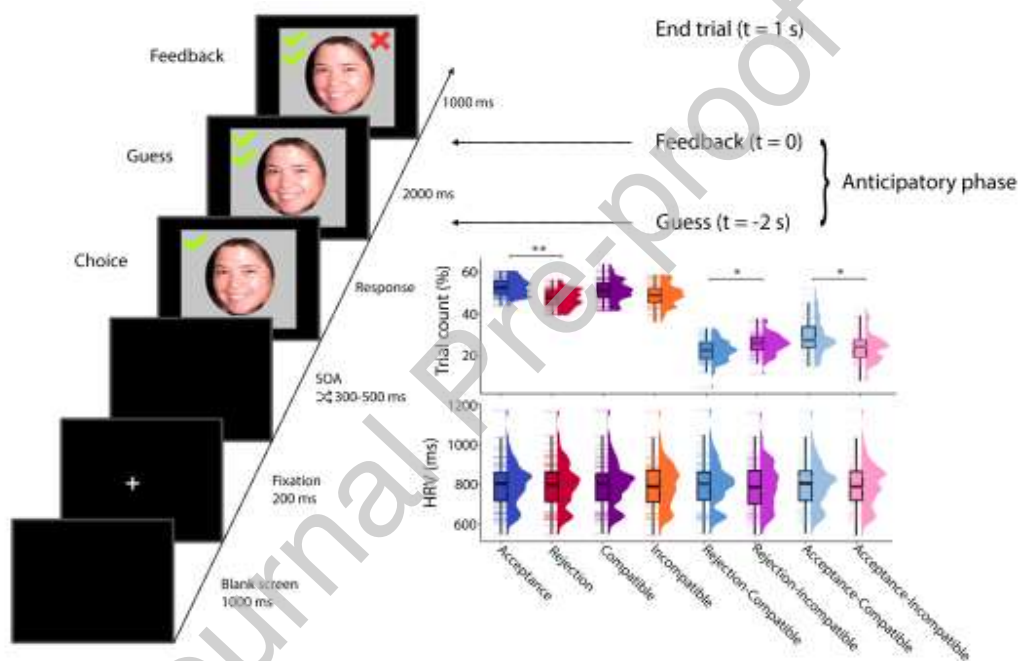 Feedback
Guess
Choice
1000 ms
2000 ms
Response
SOA
300-500 ms
Fixation
200 ms
Blank screen
1000 ms
End trial (t = 1 s)
Feedback (t = 0)
Guess (t = -2 s)
Anticipatory phase
Trial count (%)
60
40
20
**
*
*
HRV (ms)
1200
1000
800
600
Acceptance
Rejection
Compatible
Incompatible
Rejection-Compatible
Rejection-Incompatible
Acceptance-Compatible
Acceptance-Incompatible
Journal Pre-proof